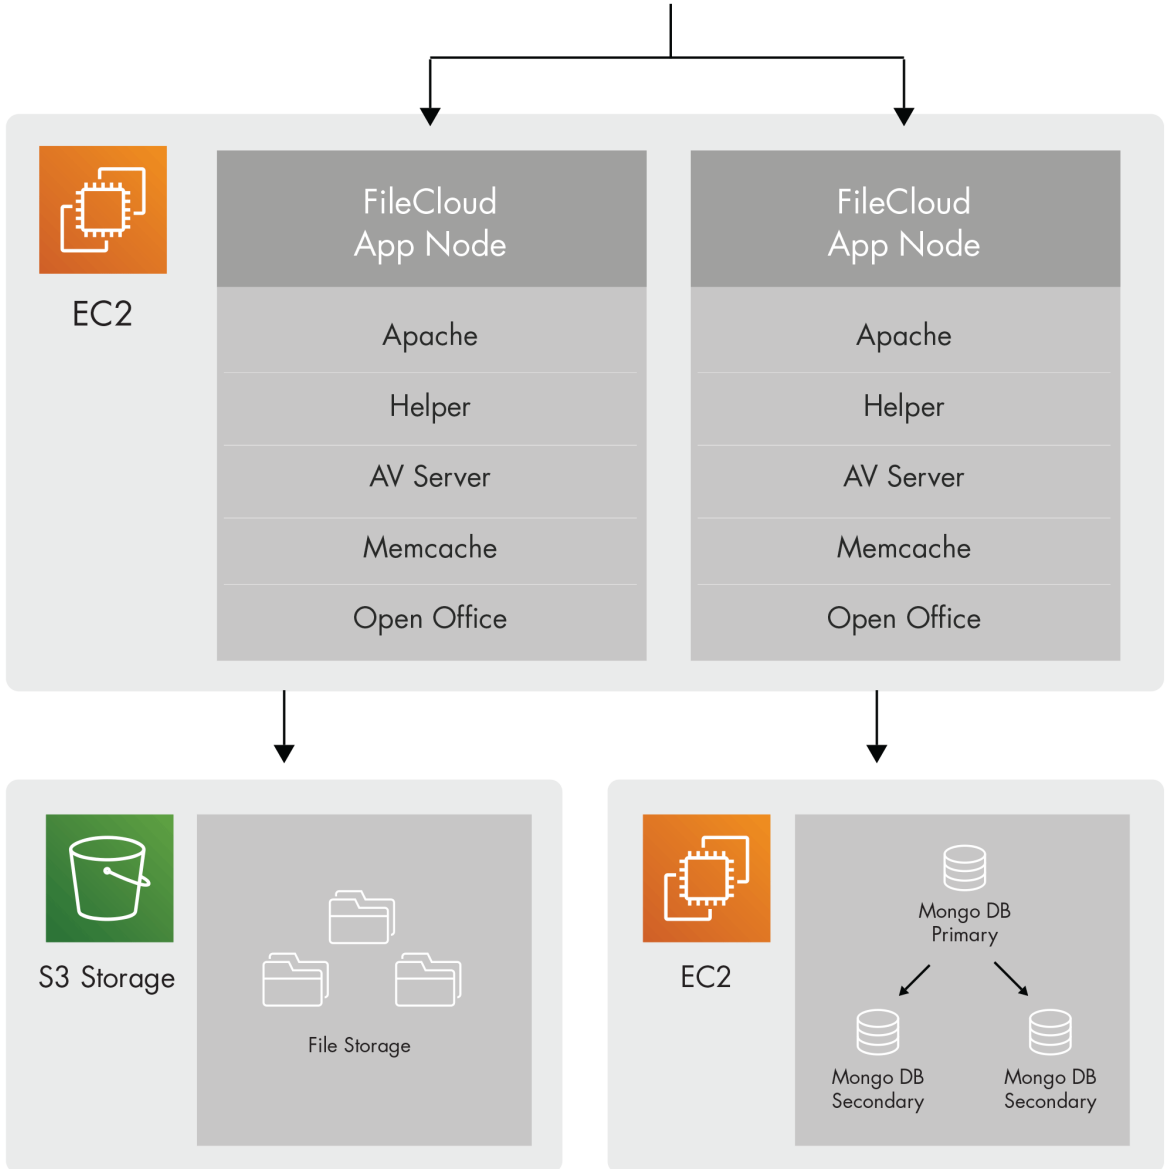 EC2
FileCloud
App Node
Apache
Helper
AV Server
Memcache
Open Office
FileCloud
App Node
Apache
Helper
AV Server
Memcache
Open Office
S3 Storage
File Storage
EC2
Mongo DB
Primary
Mongo DB
Secondary
Mongo DB
Secondary